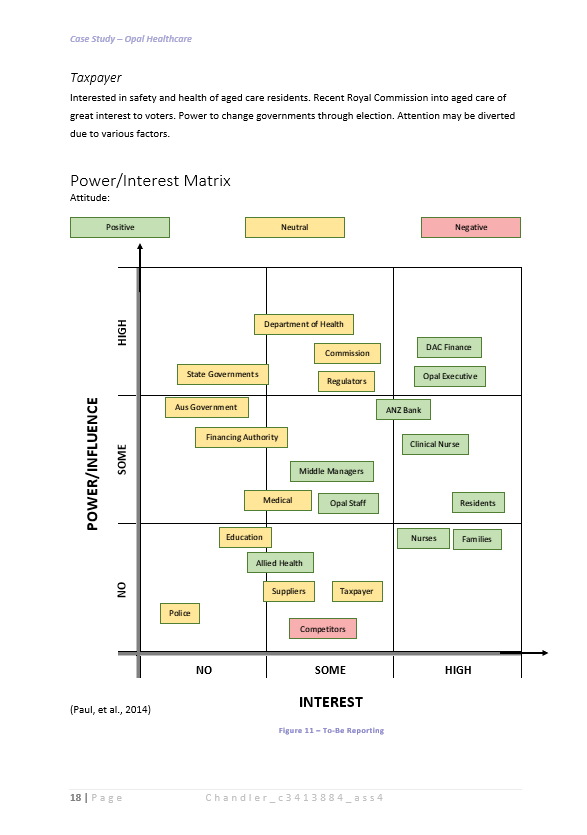 Case Study – Opal Healthcare
Taxpayer
Interested in safety and health of aged care residents. Recent Royal Commission into aged care of
great interest to voters. Power to change governments through election. Attention may be diverted
due to various factors.
Power/Interest Matrix
Attitude:
Positive
Neutral
Negative
POWER/INFLUENCE
HIGH
Department of Health
Commission
DAC Finance
State Governments
Regulators
Opal Executive
SOME
Aus Government
ANZ Bank
Financing Authority
Clinical Nurse
Middle Managers
Medical
Opal Staff
Residents
NO
Education
Nurses
Families
Allied Health
Suppliers
Taxpayer
Police
Competitors
NO
SOME
HIGH
INTEREST
(Paul, et al., 2014)
Figure 11 – To-Be Reporting
18 | Page
Chandler_c3413884_ass4